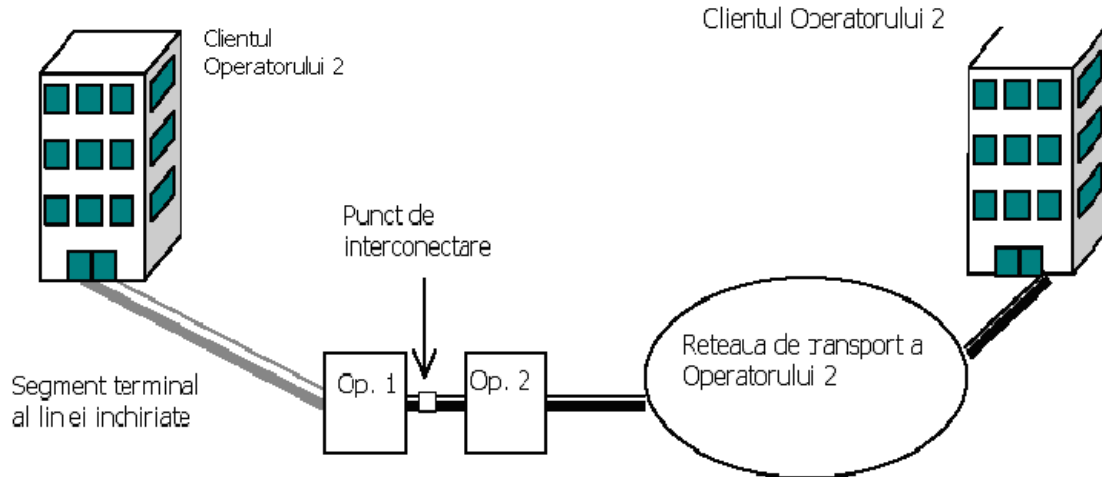 Clientul
Operatorului 2
Clientul Operatorului 2
Punct de
interconectare
Reteaua de transport a
Operatorului 2
Op. 1
Op. 2
Segment terminal
al liniei inchiriate